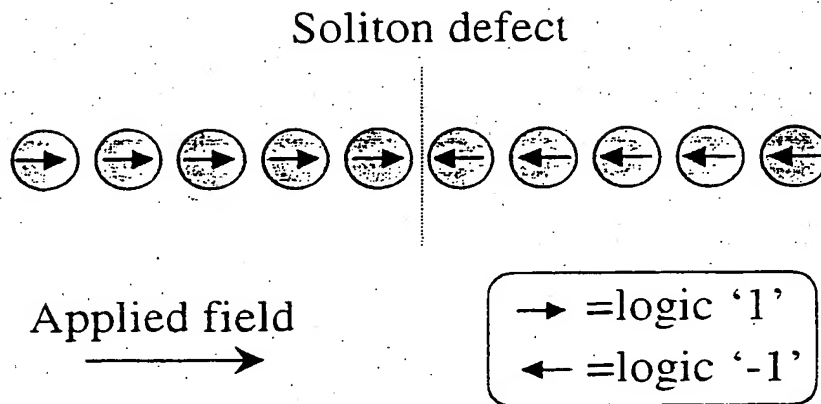 Soliton defect
Applied field
=logic ‘1’
=logic ‘-1’